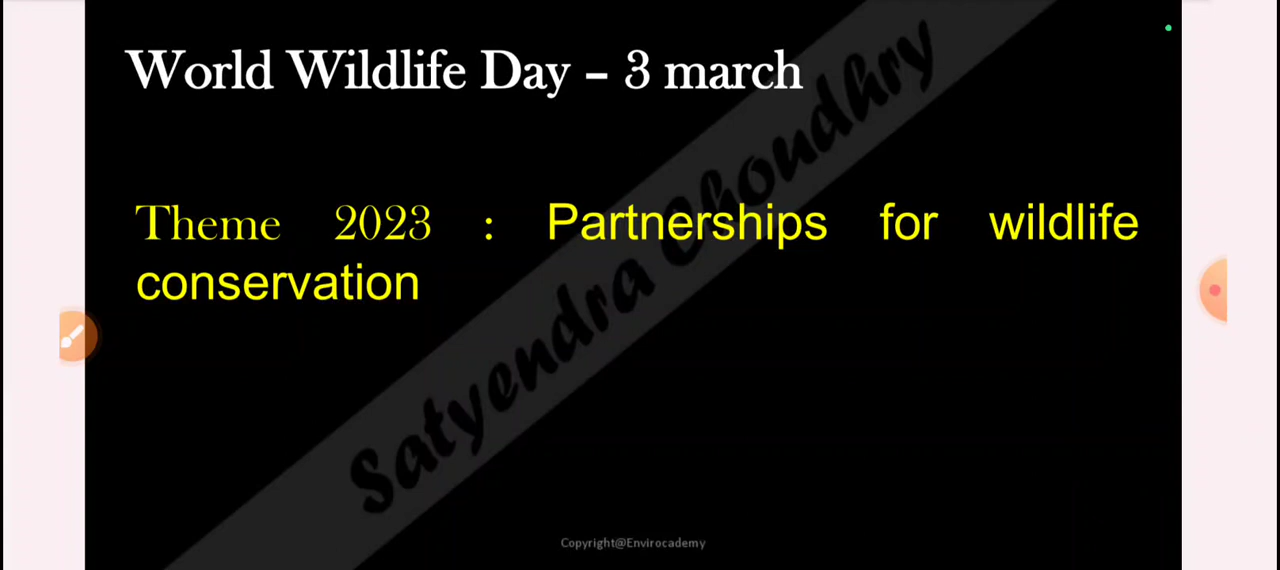 World Wildlife Day – 3 march
Theme 2023 : Partnerships for wildlife
conservation
Satyendra Choudhry
Copyright@Envirocademy